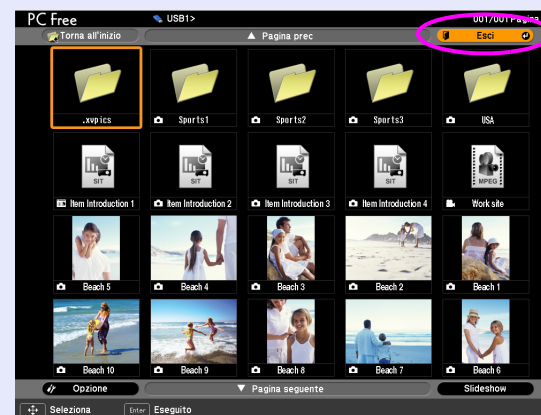 PC Free USB1> 001/001 Pagina
Torna all'inizio ▲ Pagina prec Esci
.xvpics Sports1 Sports2 Sports3 USA
SIT SIT SIT SIT MPEG
Item Introduction 1 Item Introduction 2 Item Introduction 3 Item Introduction 4 Work site
Beach 5 Beach 4 Beach 3 Beach 2 Beach 1
Beach 10 Beach 9 Beach 8 Beach 7 Beach 6
Opzione ▼ Pagina seguente Slideshow
Seleziona Enter Eseguito